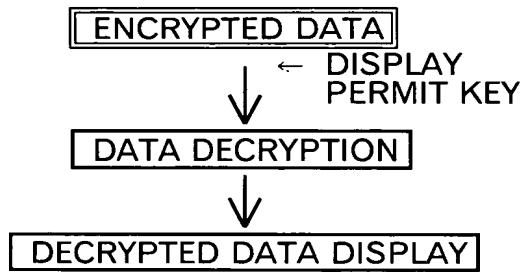 ENCRYPTED DATA
← DISPLAY
PERMIT KEY
DATA DECRYPTION
DECRYPTED DATA DISPLAY